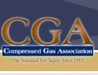 CGA
Compressed Gas Association
The Standard For Safety Since 1913